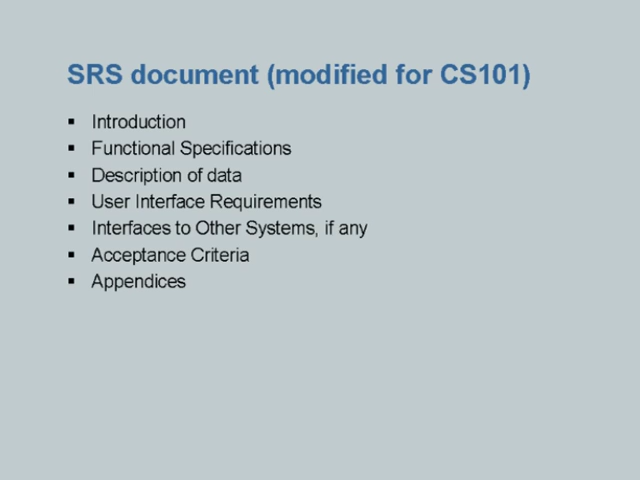 SRS document (modified for CS101)
▪ Introduction
▪ Functional Specifications
▪ Description of data
▪ User Interface Requirements
▪ Interfaces to Other Systems, if any
▪ Acceptance Criteria
▪ Appendices